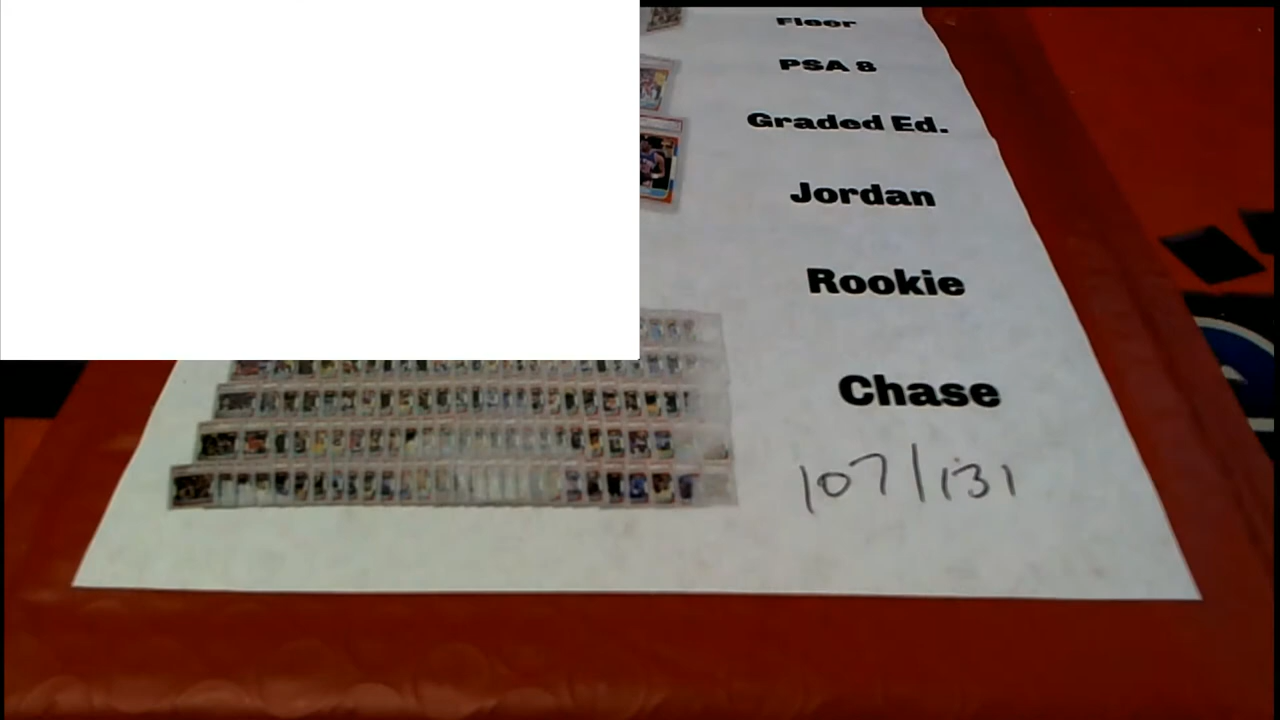 Floor
PSA 8
Graded Ed.
Jordan
Rookie
Chase
107/131